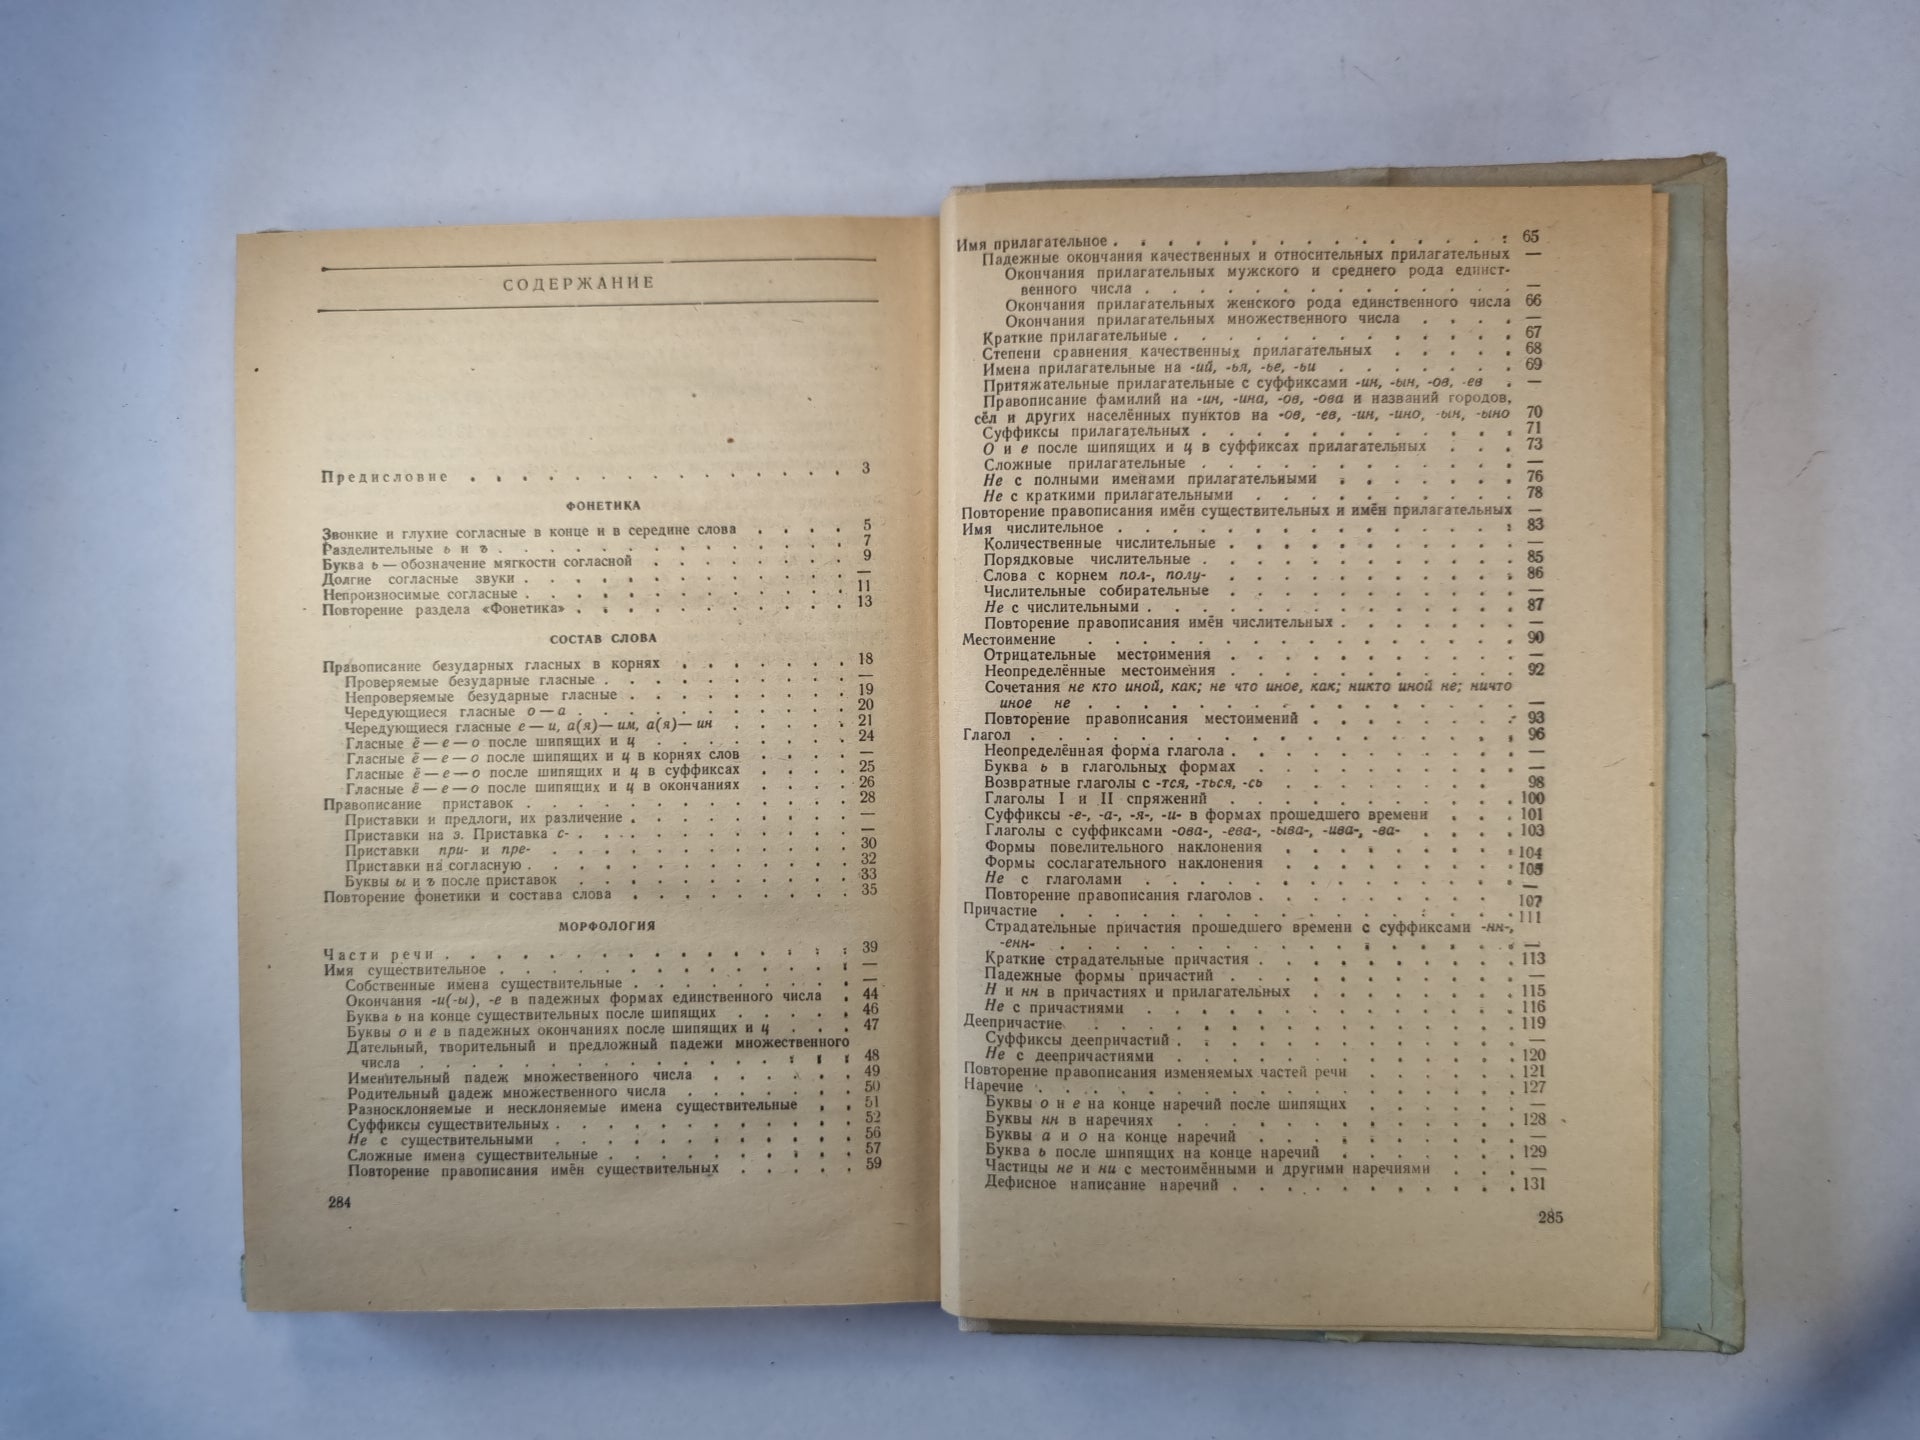 СОДЕРЖАНИЕ
Предисловие . . . . . . . . . . . . . . 3
ФОНЕТИКА
Звонкие и глухие согласные в конце и в середине слова . . . . 5
Разделительные ь и ъ . . . . . . . . . . . . . 7
Буква ь — обозначение мягкости согласной . . . . . . . . 9
Долгие согласные звуки . . . . . . . . . . . . —
Непроизносимые согласные . . . . . . . . . . . . 11
Повторение раздела «Фонетика» . . . . . . . . . . 13
СОСТАВ СЛОВА
Правописание безударных гласных в корнях . . . . . . . 18
Проверяемые безударные гласные . . . . . . . . . —
Непроверяемые безударные гласные . . . . . . . . 19
Чередующиеся гласные о — а . . . . . . . . . . 20
Чередующиеся гласные е — и, а(я)— им, а(я)— ин . . . . . 21
Гласные ё — е — о после шипящих и ц . . . . . . . . 24
Гласные ё — е — о после шипящих и ц в корнях слов . . . . —
Гласные ё — е — о после шипящих и ц в суффиксах . . . . 25
Гласные ё — е — о после шипящих и ц в окончаниях . . . . 26
Правописание приставок . . . . . . . . . . . . 28
Приставки и предлоги, их различение . . . . . . . . —
Приставки на з. Приставка с- . . . . . . . . . . —
Приставки при- и пре- . . . . . . . . . . . . 30
Приставки на согласную . . . . . . . . . . . . 32
Буквы ы и ъ после приставок . . . . . . . . . . 33
Повторение фонетики и состава слова . . . . . . . . 35
МОРФОЛОГИЯ
Части речи . . . . . . . . . . . . . . . 39
Имя существительное . . . . . . . . . . . . . —
Собственные имена существительные . . . . . . . . —
Окончания -и(-ы), -е в падежных формах единственного числа . 44
Буква ь на конце существительных после шипящих . . . . . 46
Буквы о и е в падежных окончаниях после шипящих и ц . . . 47
Дательный, творительный и предложный падежи множественного
числа . . . . . . . . . . . . . . . . 48
Именительный падеж множественного числа . . . . . . 49
Родительный падеж множественного числа . . . . . . . 50
Разносклоняемые и несклоняемые имена существительные . . 51
Суффиксы существительных . . . . . . . . . . . 52
Не с существительными . . . . . . . . . . . . 56
Сложные имена существительные . . . . . . . . . 57
Повторение правописания имён существительных . . . . . 59
284
Имя прилагательное . . . . . . . . . . . . . . . 65
Падежные окончания качественных и относительных прилагательных —
Окончания прилагательных мужского и среднего рода единст-
венного числа . . . . . . . . . . . . . . —
Окончания прилагательных женского рода единственного числа 66
Окончания прилагательных множественного числа . . . . —
Краткие прилагательные . . . . . . . . . . . . . 67
Степени сравнения качественных прилагательных . . . . . 68
Имена прилагательные на -ий, -ья, -ье, -ьи . . . . . . . 69
Притяжательные прилагательные с суффиксами -ин, -ын, -ов, -ев . —
Правописание фамилий на -ин, -ина, -ов, -ова и названий городов,
сёл и других населённых пунктов на -ов, -ев, -ин, -ино, -ын, -ыно 70
Суффиксы прилагательных . . . . . . . . . . . . 71
О и е после шипящих и ц в суффиксах прилагательных . . . 73
Сложные прилагательные . . . . . . . . . . . . —
Не с полными именами прилагательными . . . . . . . 76
Не с краткими прилагательными . . . . . . . . . . 78
Повторение правописания имён существительных и имён прилагательных —
Имя числительное . . . . . . . . . . . . . . . 83
Количественные числительные . . . . . . . . . . . —
Порядковые числительные . . . . . . . . . . . . 85
Слова с корнем пол-, полу- . . . . . . . . . . . 86
Числительные собирательные . . . . . . . . . . . —
Не с числительными . . . . . . . . . . . . . . 87
Повторение правописания имён числительных . . . . . . . —
Местоимение . . . . . . . . . . . . . . . . 90
Отрицательные местоимения . . . . . . . . . . . —
Неопределённые местоимения . . . . . . . . . . . 92
Сочетания не кто иной, как; не что иное, как; никто иной не; ничто
иное не . . . . . . . . . . . . . . . . —
Повторение правописания местоимений . . . . . . . . 93
Глагол . . . . . . . . . . . . . . . . . . 96
Неопределённая форма глагола . . . . . . . . . . . —
Буква ь в глагольных формах . . . . . . . . . . —
Возвратные глаголы с -тся, -ться, -сь . . . . . . . . 98
Глаголы I и II спряжений . . . . . . . . . . . 100
Суффиксы -е-, -а-, -я-, -и- в формах прошедшего времени . . . 101
Глаголы с суффиксами -ова-, -ева-, -ыва-, -ива-, -ва- . . . . 103
Формы повелительного наклонения . . . . . . . . . 104
Формы сослагательного наклонения . . . . . . . . . 105
Не с глаголами . . . . . . . . . . . . . . —
Повторение правописания глаголов . . . . . . . . . 107
Причастие . . . . . . . . . . . . . . . . . 111
Страдательные причастия прошедшего времени с суффиксами -нн-,
-енн- . . . . . . . . . . . . . . . . . —
Краткие страдательные причастия . . . . . . . . . . 113
Падежные формы причастий . . . . . . . . . . . —
Н и нн в причастиях и прилагательных . . . . . . . . 115
Не с причастиями . . . . . . . . . . . . . . 116
Деепричастие . . . . . . . . . . . . . . . . 119
Суффиксы деепричастий . . . . . . . . . . . . . —
Не с деепричастиями . . . . . . . . . . . . . 120
Повторение правописания изменяемых частей речи . . . . . . 121
Наречие . . . . . . . . . . . . . . . . . . 127
Буквы о и е на конце наречий после шипящих . . . . . . —
Буквы нн в наречиях . . . . . . . . . . . . . 128
Буквы а и о на конце наречий . . . . . . . . . . —
Буква ь после шипящих на конце наречий . . . . . . . 129
Частицы не и ни с местоимёнными и другими наречиями . . . —
Дефисное написание наречий . . . . . . . . . . . 131
285